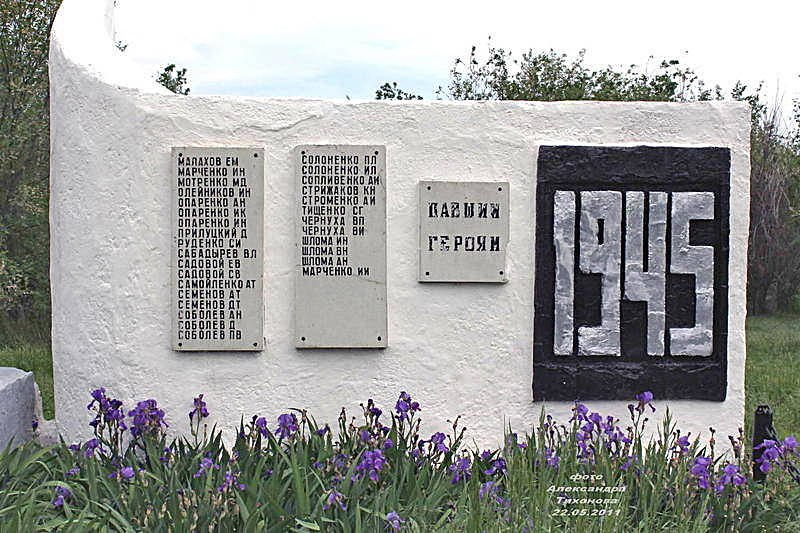 МАЛАХОВ ЕМ
МАРЧЕНКО ИН
МОТРЕНКО МД
ОЛЕЙНИКОВ ИН
ОПАРЕНКО АН
ОПАРЕНКО ИК
ОПАРЕНКО ИН
ПРИЛУЦКИЙ Д
РУДЕНКО СИ
САБАДЫРЕВ ВЛ
САДОВОЙ ЕВ
САДОВОЙ СВ
САМОЙЛЕНКО АТ
СЕМЕНОВ АТ
СЕМЕНОВ ДТ
СОБОЛЕВ АН
СОБОЛЕВ Д
СОБОЛЕВ ПВ
СОЛОНЕНКО ПЛ
СОЛОНЕНКО ИЛ
СОПЛИВЕНКО АИ
СТРИЖАКОВ КН
СТРОМЕНКО АИ
ТИЩЕНКО СГ
ЧЕРНУХА ВП
ЧЕРНУХА ВИ
ШЛОМА ИН
ШЛОМА ВН
ШЛОМА АН
МАРЧЕНКО ИИ
ПАВШИМ
ГЕРОЯМ
1945
фото
Александра
Тихонова
22.05.2011